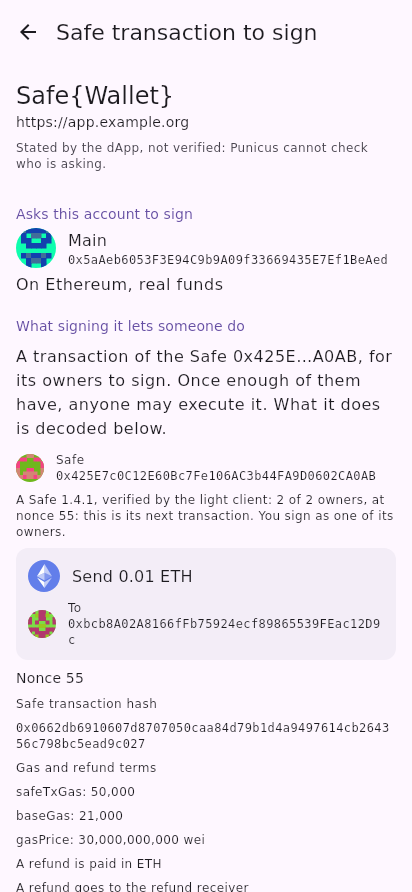 Safe transaction to sign
Safe{Wallet}
https://app.example.org
Stated by the dApp, not verified: Punicus cannot check
who is asking.
Asks this account to sign
Main
0x5aAeb6053F3E94C9b9A09f33669435E7Ef1BeAed
On Ethereum, real funds
What signing it lets someone do
A transaction of the Safe 0x425E…A0AB, for
its owners to sign. Once enough of them
have, anyone may execute it. What it does
is decoded below.
Safe
0x425E7c0C12E60Bc7Fe106AC3b44FA9D0602CA0AB
A Safe 1.4.1, verified by the light client: 2 of 2 owners, at
nonce 55: this is its next transaction. You sign as one of its
owners.
Send 0.01 ETH
To
0xbcb8A02A8166fFb75924ecf89865539FEac12D9
c
Nonce 55
Safe transaction hash
0x0662db6910607d8707050caa84d79b1d4a9497614cb2643
56c798bc5ead9c027
Gas and refund terms
safeTxGas: 50,000
baseGas: 21,000
gasPrice: 30,000,000,000 wei
A refund is paid in ETH
A refund goes to the refund receiver